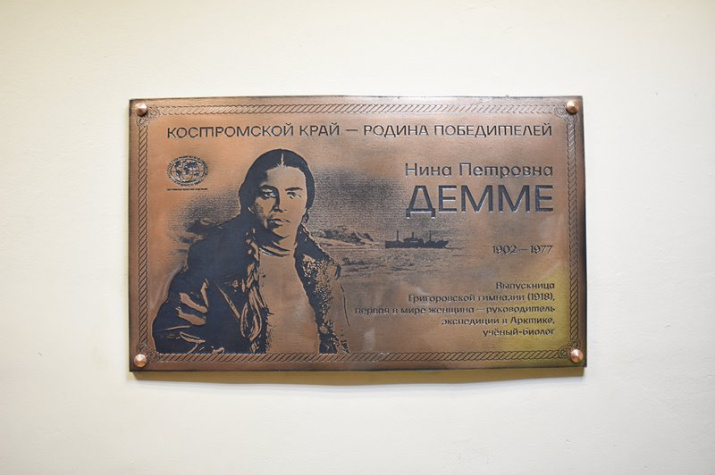 КОСТРОМСКОЙ КРАЙ — РОДИНА ПОБЕДИТЕЛЕЙ
Нина Петровна
ДЕММЕ
1902—1977
Выпускница
Григоровской гимназии (1918),
первая в мире женщина — руководитель
экспедиции в Арктике,
учёный-биолог